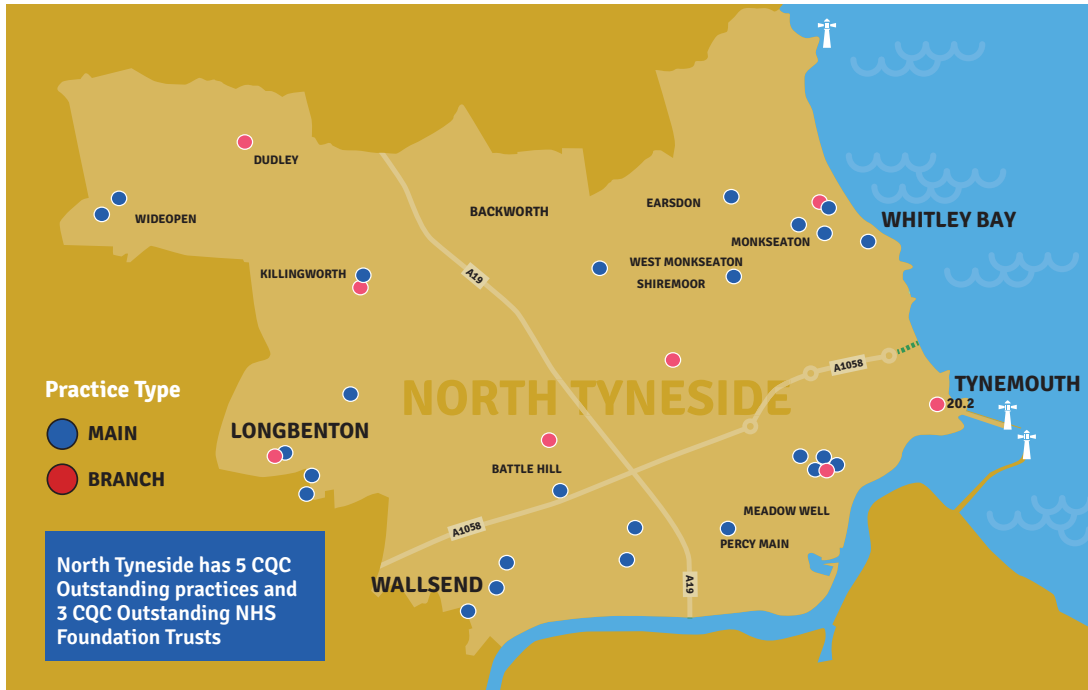 DUDLEY
WIDEOPEN
BACKWORTH
EARSDON
WHITLEY BAY
MONKSEATON
WEST MONKSEATON
KILLINGWORTH
SHIREMOOR
A19
A1058
NORTH TYNESIDE
TYNEMOUTH
20.2
Practice Type
MAIN
BRANCH
LONGBENTON
BATTLE HILL
MEADOW WELL
A1058
PERCY MAIN
WALLSEND
A19
North Tyneside has 5 CQC
Outstanding practices and
3 CQC Outstanding NHS
Foundation Trusts